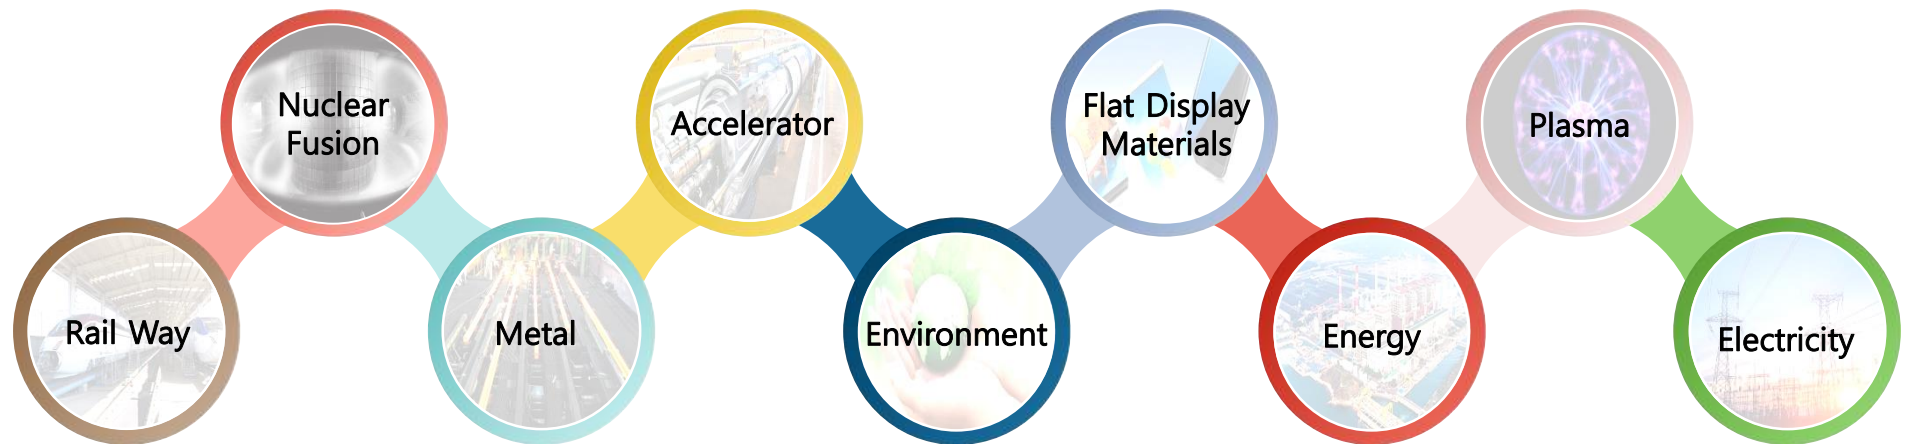 Nuclear
Fusion
Accelerator
Flat Display
Materials
Plasma
Rail Way
Metal
Environment
Energy
Electricity